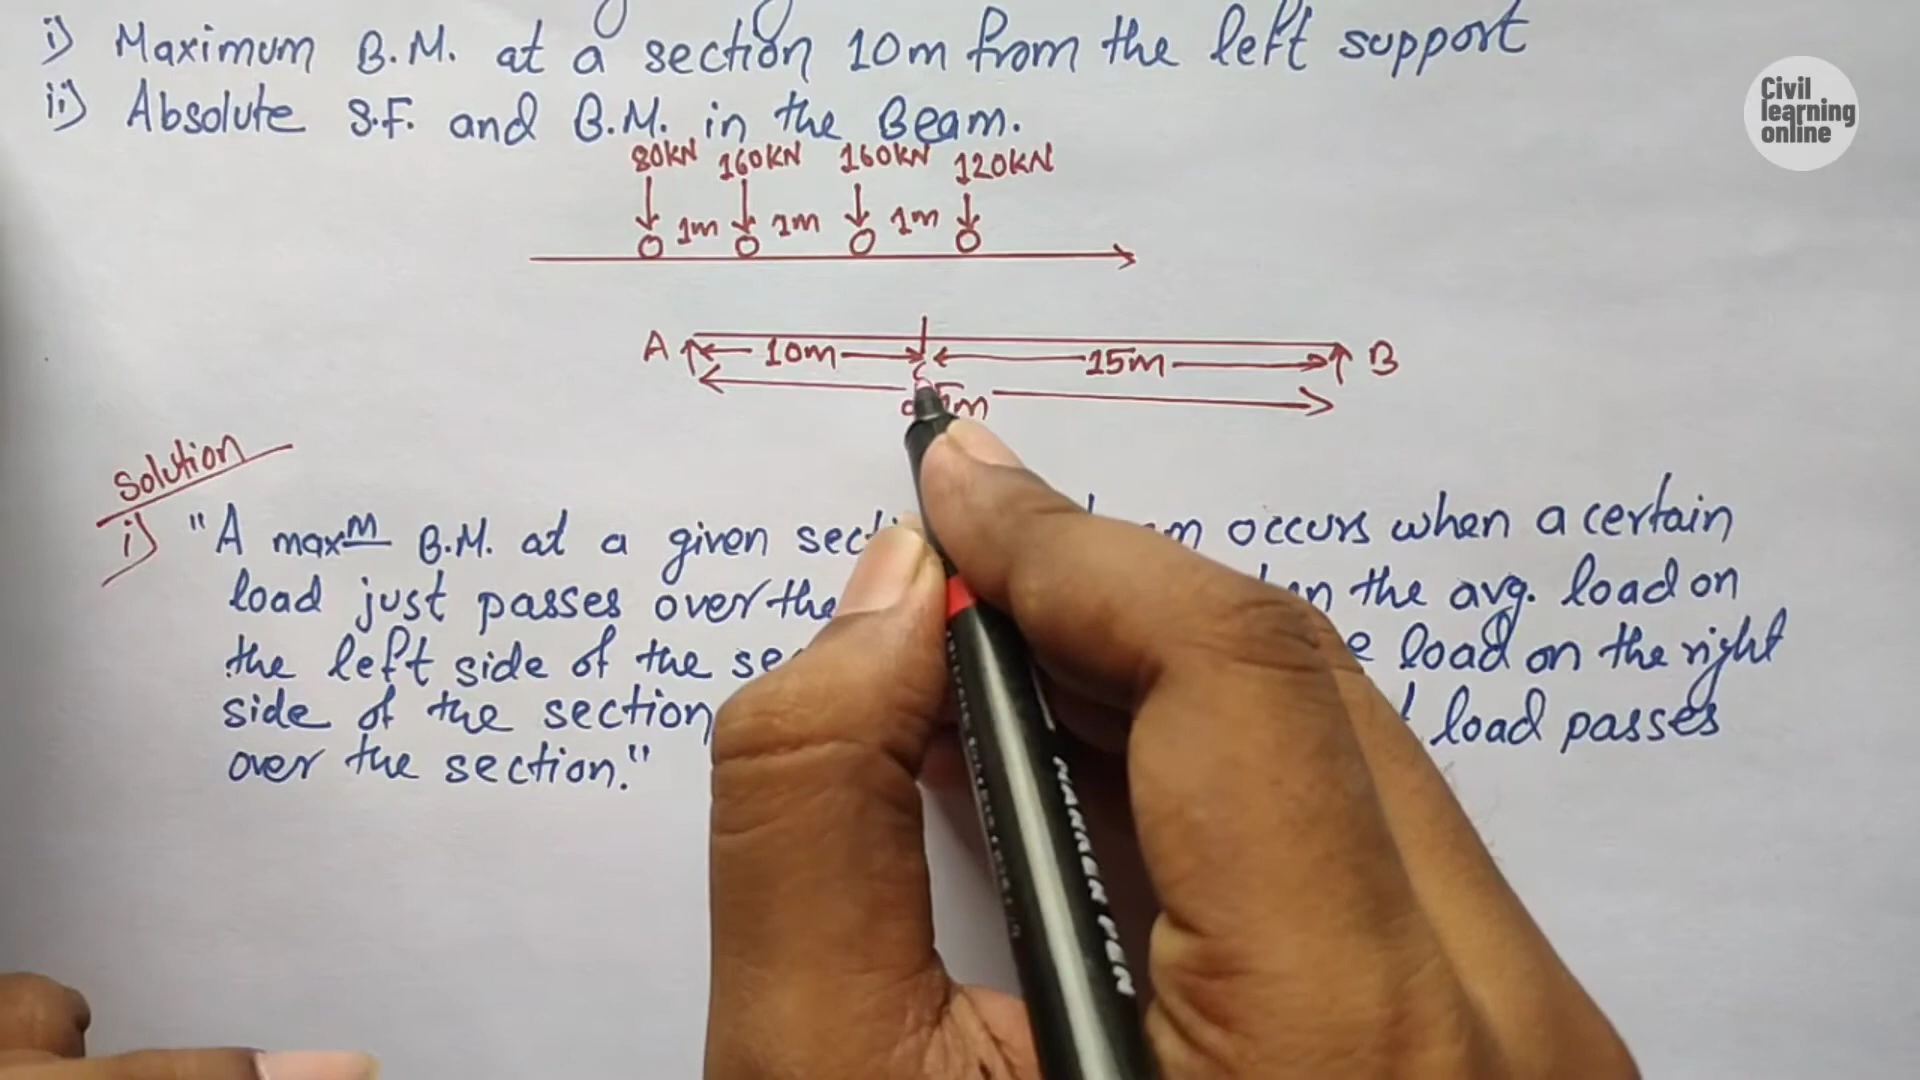 i) Maximum B.M. at a section 10m from the left support
ii) Absolute S.F. and B.M. in the Beam.
80KN 160KN 160KN 120KN
1m 1m 1m
A 10m 15m B
m
Solution
i) "A maxm B.M. at a given occurs when a certain
load just passes over the the avg. load on
the left side of the load on the right
side of the section load passes
over the section."
Civil
learning
online
MARKER PEN